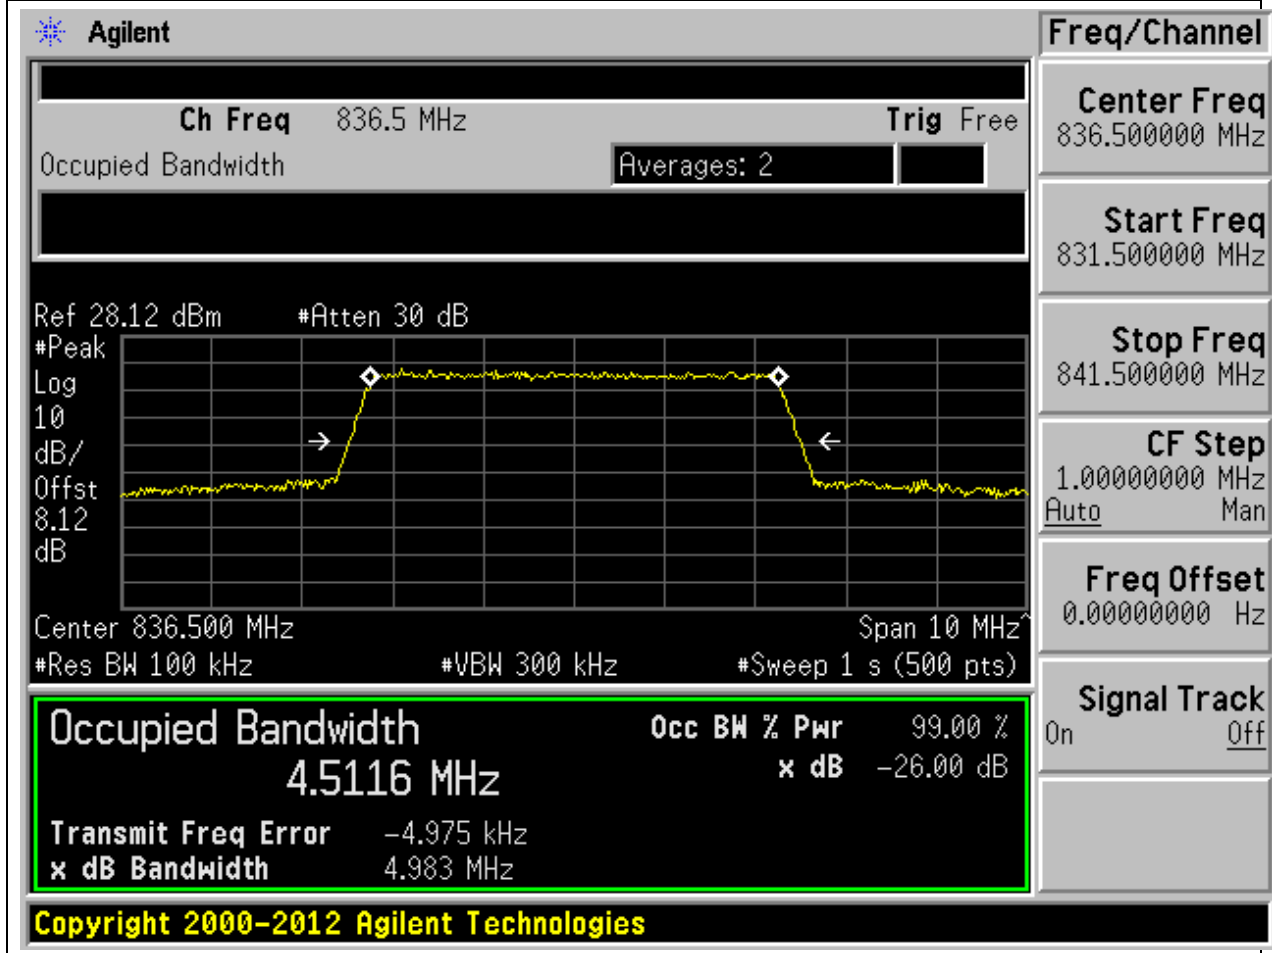 Agilent
Freq/Channel
Ch Freq 836.5 MHz Trig Free
Occupied Bandwidth Averages: 2
Center Freq
836.500000 MHz
Start Freq
831.500000 MHz
Stop Freq
841.500000 MHz
CF Step
1.00000000 MHz
Auto Man
Freq Offset
0.00000000 Hz
Signal Track
On Off
Ref 28.12 dBm #Atten 30 dB
#Peak
Log
10
dB/
Offst
8.12
dB
Center 836.500 MHz Span 10 MHz^
#Res BW 100 kHz #VBW 300 kHz #Sweep 1 s (500 pts)
Occupied Bandwidth Occ BW % Pwr 99.00 %
4.5116 MHz x dB -26.00 dB
Transmit Freq Error -4.975 kHz
x dB Bandwidth 4.983 MHz
Copyright 2000-2012 Agilent Technologies